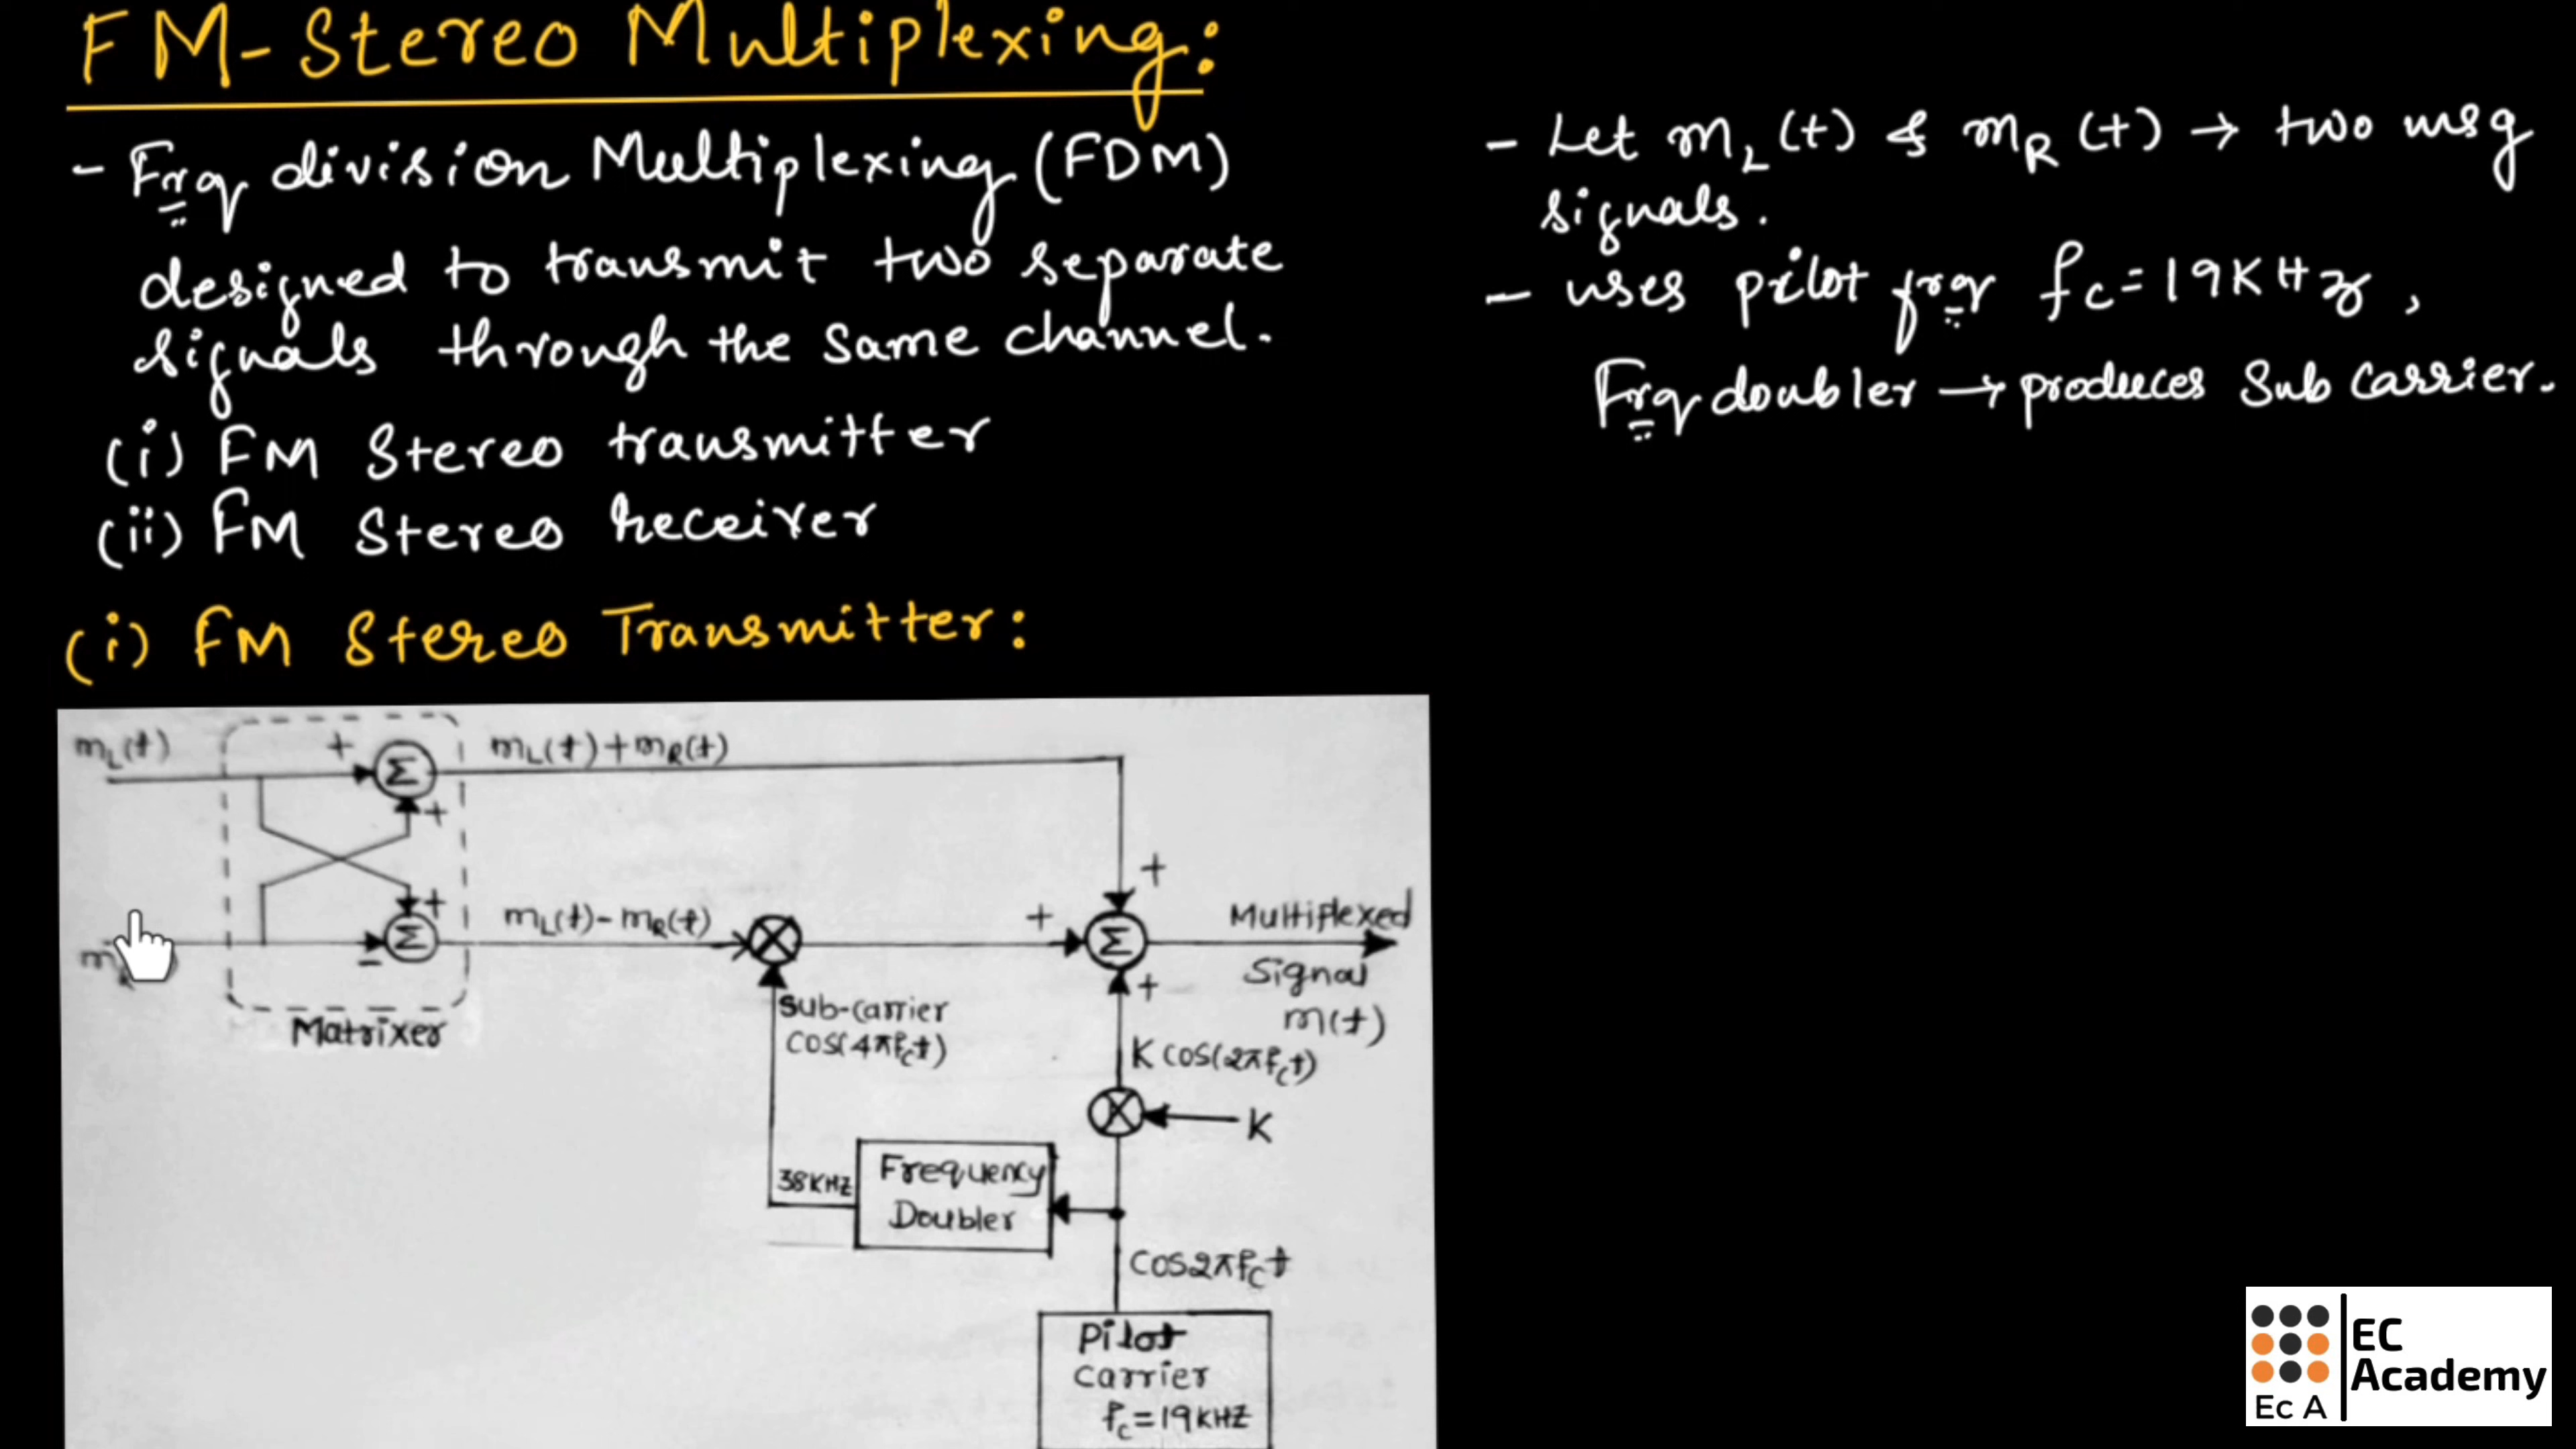 FM-Stereo Multiplexing:
- Frq division Multiplexing (FDM)
designed to transmit two separate
signals through the same channel.
(i) FM Stereo transmitter
(ii) FM Stereo Receiver
- Let mL(t) & mR(t) → two msg
signals.
- uses pilot frq fc=19KHz,
Frq doubler → produces Sub carrier.
(i) FM Stereo Transmitter:
mL(t)
+
Σ
mL(t)+mR(t)
+
+
+
Σ
-
mL(t)-mR(t)
+
Σ
Multiplexed
Signal
m(t)
m
Matrixer
Sub-carrier
COS(4πfct)
+
K COS(2πfct)
K
38KHZ
Frequency
Doubler
COS2πfct
Pilot
Carrier
fc=19KHZ
EC
Academy
Ec A